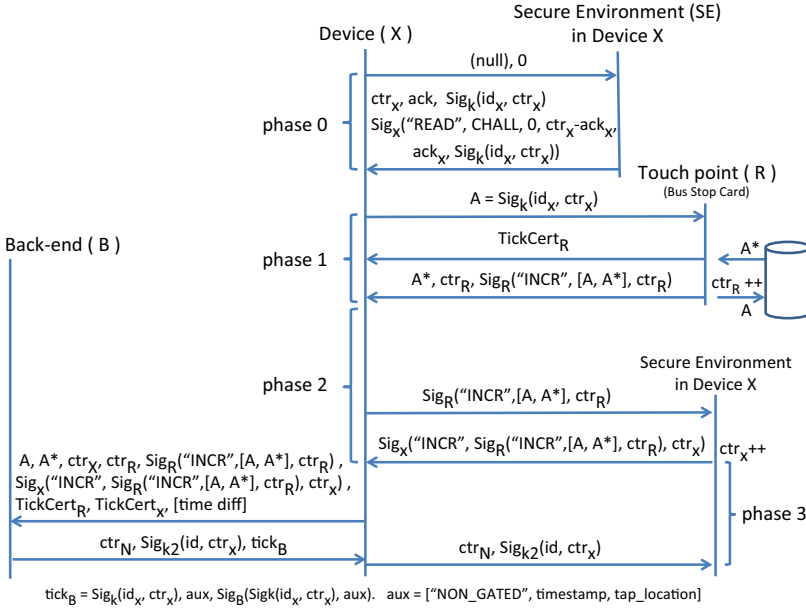 Secure Environment (SE)
in Device X
Device ( X )
(null), 0
phase 0
ctrx, ack, Sigk(idx, ctrx)
Sigx(“READ”, CHALL, 0, ctrx-ackx,
ackx, Sigk(idx, ctrx))
Touch point ( R )
(Bus Stop Card)
A = Sigk(idx, ctrx)
Back-end ( B )
phase 1
TickCertR
A*
A*, ctrR, SigR(“INCR”, [A, A*], ctrR)
ctrR ++
A
phase 2
Secure Environment
in Device X
SigR(“INCR”,[A, A*], ctrR)
Sigx(“INCR”, SigR(“INCR”,[A, A*], ctrR), ctrx)
ctrx++
A, A*, ctrX, ctrR, SigR(“INCR”,[A, A*], ctrR) ,
Sigx(“INCR”, SigR(“INCR”,[A, A*], ctrR), ctrx) ,
TickCertR, TickCertx, [time diff]
phase 3
ctrN, Sigk2(id, ctrx), tickB
ctrN, Sigk2(id, ctrx)
tickB = Sigk(idx, ctrx), aux, SigB(Sigk(idx, ctrx), aux). aux = [“NON_GATED”, timestamp, tap_location]